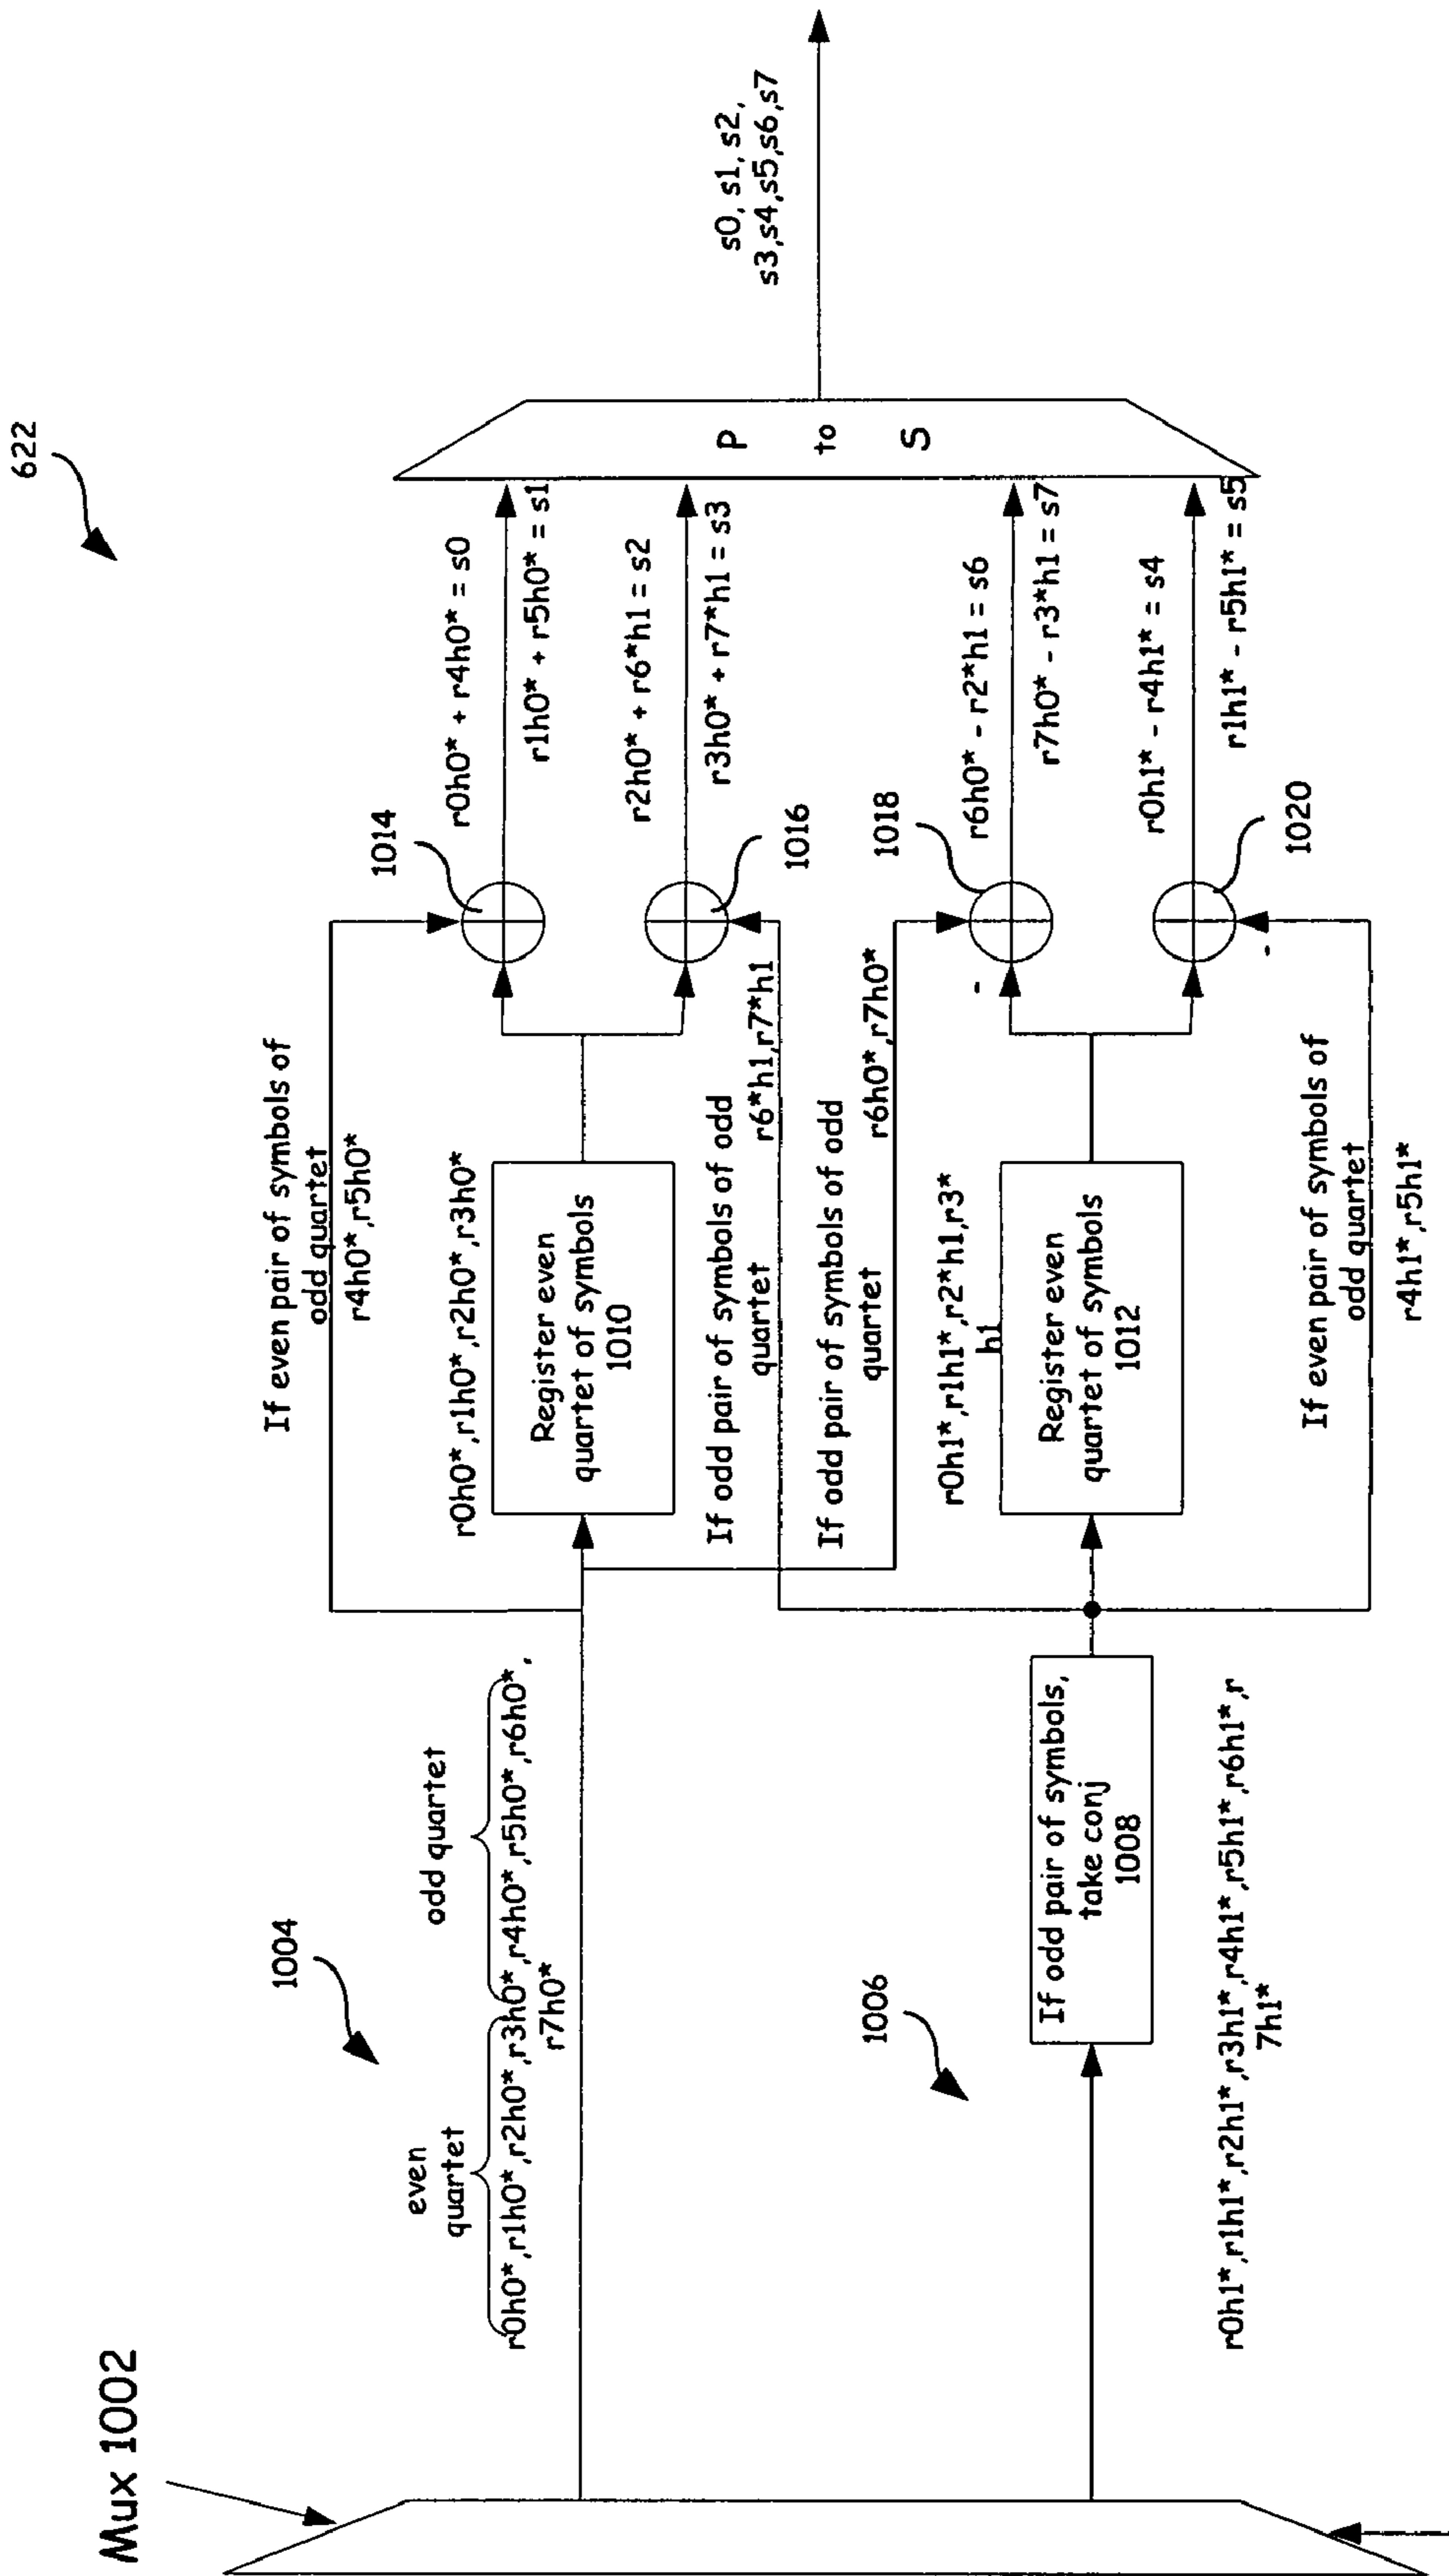 622
Mux 1002
1004
even
quartet
odd quartet
r0h0*,r1h0*,r2h0*,r3h0*,r4h0*,r5h0*,r6h0*,
r7h0*
1006
If odd pair of symbols,
take conj
1008
r0h1*,r1h1*,r2h1*,r3h1*,r4h1*,r5h1*,r6h1*,r
7h1*
If even pair of symbols of
odd quartet
r4h0*,r5h0*
r0h0*,r1h0*,r2h0*,r3h0*
Register even
quartet of symbols
1010
If odd pair of symbols of odd
quartet
r6*h1,r7*h1
If odd pair of symbols of odd
quartet
r6h0*,r7h0*
r0h1*,r1h1*,r2*h1,r3*
h1
Register even
quartet of symbols
1012
If even pair of symbols of
odd quartet
r4h1*,r5h1*
1014
1016
1018
-
1020
-
r0h0* + r4h0* = s0
r1h0* + r5h0* = s1
r2h0* + r6*h1 = s2
r3h0* + r7*h1 = s3
r6h0* - r2*h1 = s6
r7h0* - r3*h1 = s7
r0h1* - r4h1* = s4
r1h1* - r5h1* = s5
P
to
S
s0, s1, s2,
s3,s4,s5,s6,s7